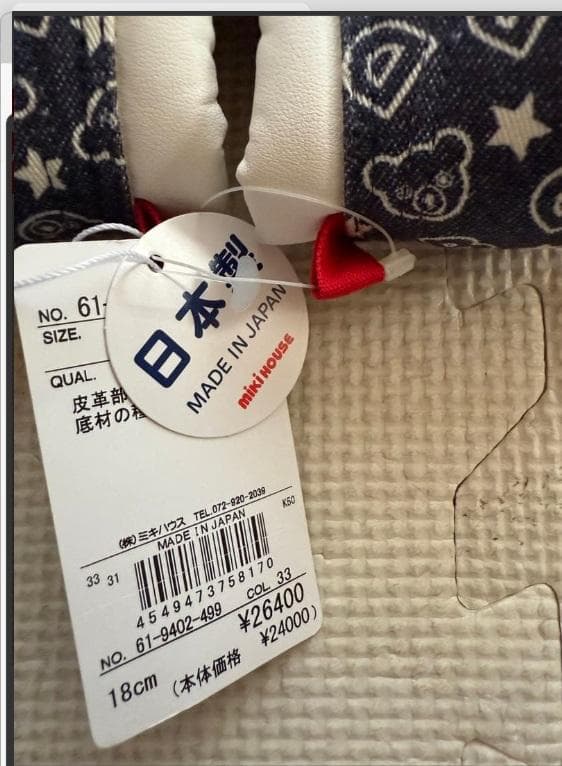 日本製
MADE IN JAPAN
mikiHOUSE
NO. 61-
SIZE.
QUAL.
皮革部
底材の種
(株)ミキハウス TEL.072-920-2039
MADE IN JAPAN
K50
33 31
4549473758170
NO. 61-9402-499 COL. 33
¥26400
18cm (本体価格 ¥24000)